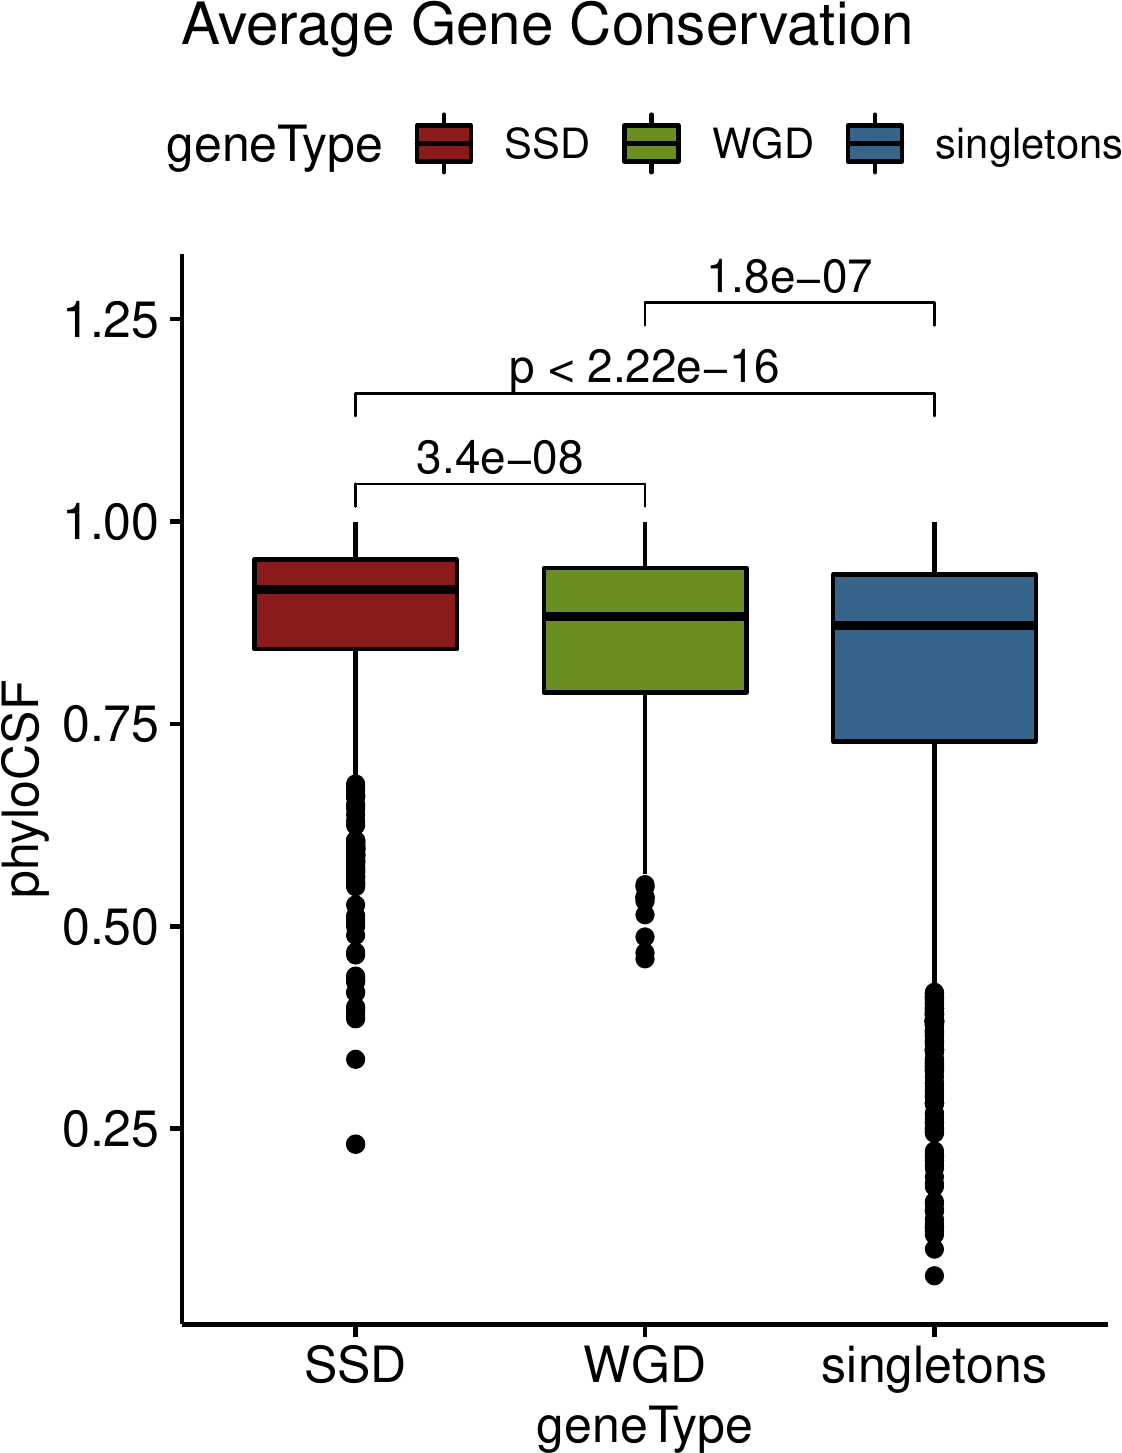 Average Gene Conservation
geneType SSD WGD singletons
1.8e−07
1.25
p < 2.22e−16
3.4e−08
1.00
0.75
phyloCSF
0.50
0.25
SSD WGD singletons
geneType